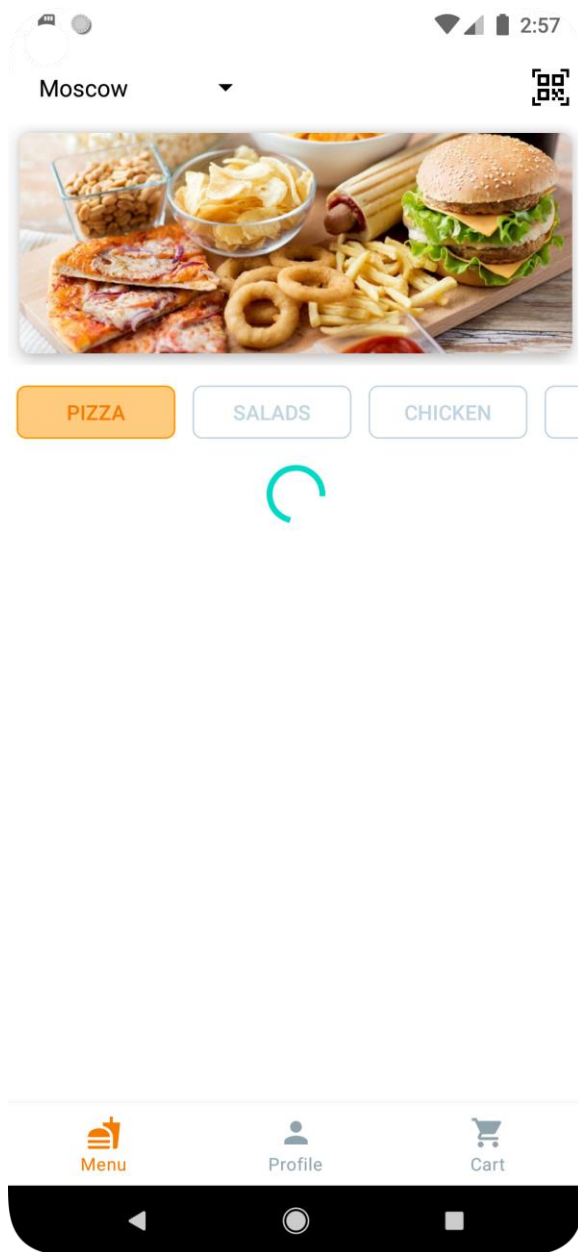 2:57
Moscow
PIZZA
SALADS
CHICKEN
Menu
Profile
Cart